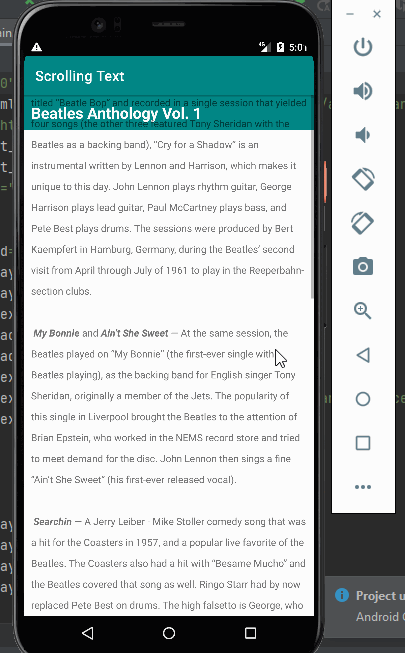 5:0
Scrolling Text
titled "Beatle Bop" and recorded in a single session that yielded
Beatles Anthology Vol. 1
four songs (the other three featured Tony Sheridan with the
Beatles as a backing band), "Cry for a Shadow" is an
instrumental written by Lennon and Harrison, which makes it
unique to this day. John Lennon plays rhythm guitar, George
Harrison plays lead guitar, Paul McCartney plays bass, and
Pete Best plays drums. The sessions were produced by Bert
Kaempfert in Hamburg, Germany, during the Beatles' second
visit from April through July of 1961 to play in the Reeperbahn-
section clubs.
My Bonnie and Ain't She Sweet — At the same session, the
Beatles played on "My Bonnie" (the first-ever single with
Beatles playing), as the backing band for English singer Tony
Sheridan, originally a member of the Jets. The popularity of
this single in Liverpool brought the Beatles to the attention of
Brian Epstein, who worked in the NEMS record store and tried
to meet demand for the disc. John Lennon then sings a fine
"Ain't She Sweet" (his first-ever released vocal).
Searchin — A Jerry Leiber - Mike Stoller comedy song that was
a hit for the Coasters in 1957, and a popular live favorite of the
Beatles. The Coasters also had a hit with "Besame Mucho" and
the Beatles covered that song as well. Ringo Starr had by now
replaced Pete Best on drums. The high falsetto is George, who
Project u
Android G